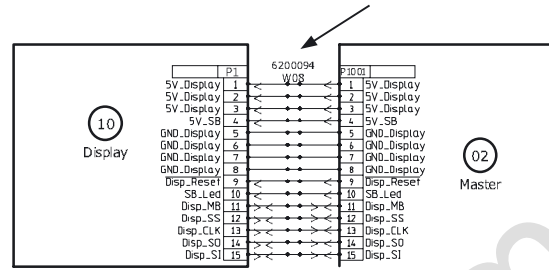 6200094
W08
P1 P1001
5V_Display 1 1 5V_Display
5V_Display 2 2 5V_Display
5V_Display 3 3 5V_Display
5V_SB 4 4 5V_SB
GND_Display 5 5 GND_Display
GND_Display 6 6 GND_Display
GND_Display 7 7 GND_Display
GND_Display 8 8 GND_Display
Disp_Reset 9 9 Disp_Reset
SB_Led 10 10 SB_Led
Disp_MB 11 11 Disp_MB
Disp_SS 12 12 Disp_SS
Disp_CLK 13 13 Disp_CLK
Disp_SO 14 14 Disp_SO
Disp_SI 15 15 Disp_SI
10
Display
02
Master